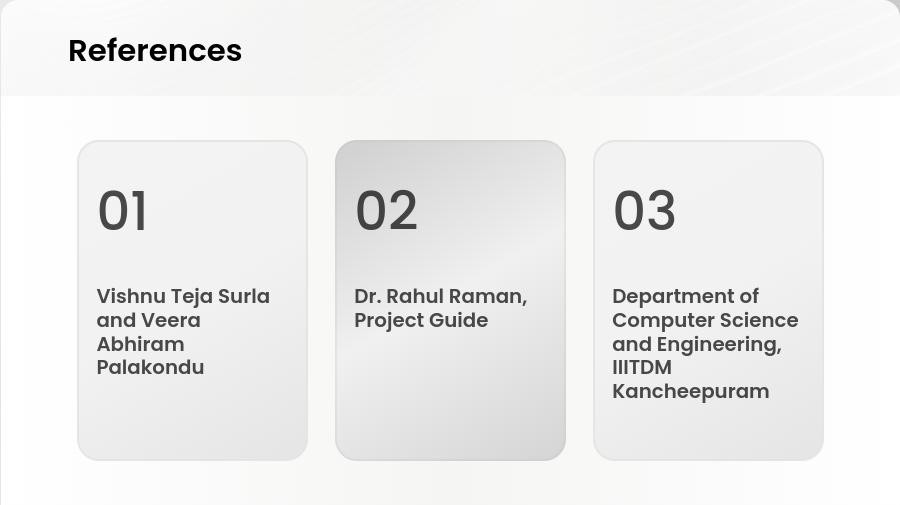 References
01
Vishnu Teja Surla
and Veera
Abhiram
Palakondu
02
Dr. Rahul Raman,
Project Guide
03
Department of
Computer Science
and Engineering,
IIITDM
Kancheepuram